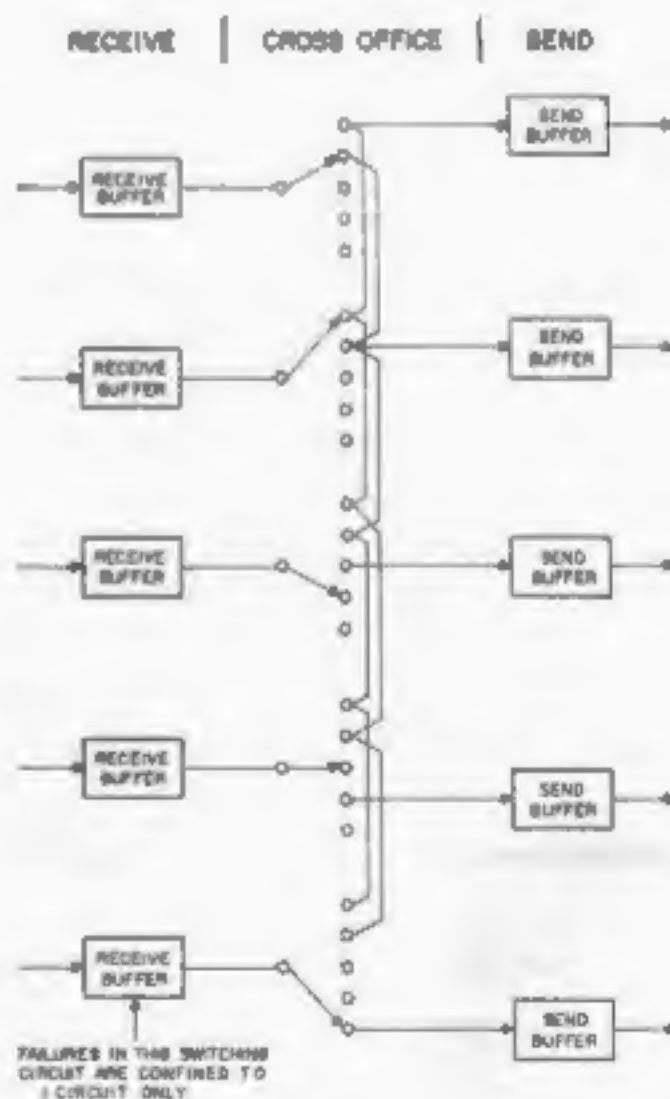 RECEIVE | CROSS OFFICE | SEND
SEND
BUFFER
RECEIVE
BUFFER
SEND
BUFFER
RECEIVE
BUFFER
RECEIVE
BUFFER
SEND
BUFFER
RECEIVE
BUFFER
SEND
BUFFER
RECEIVE
BUFFER
SEND
BUFFER
FAILURES IN THIS SWITCHING
CIRCUIT ARE CONFINED TO
1 CIRCUIT ONLY